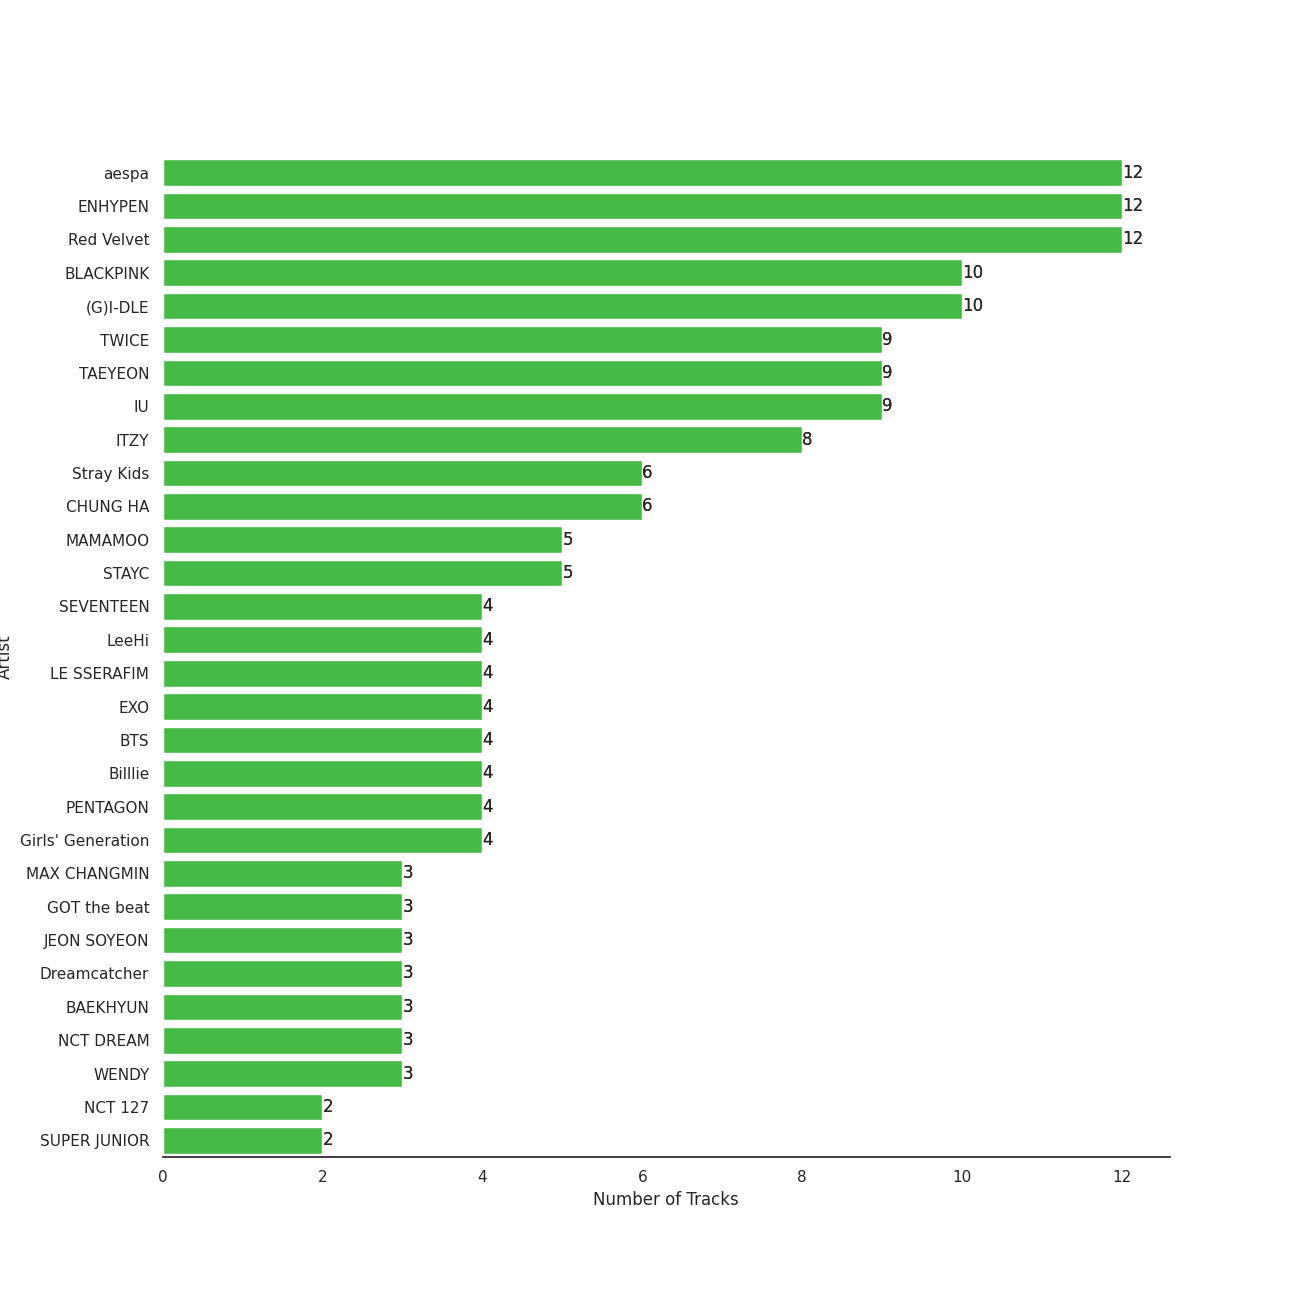 aespa 12
ENHYPEN 12
Red Velvet 12
BLACKPINK 10
(G)I-DLE 10
TWICE 9
TAEYEON 9
IU 9
ITZY 8
Stray Kids 6
CHUNG HA 6
MAMAMOO 5
STAYC 5
SEVENTEEN 4
LeeHi 4
LE SSERAFIM 4
EXO 4
BTS 4
Billlie 4
PENTAGON 4
Girls' Generation 4
MAX CHANGMIN 3
GOT the beat 3
JEON SOYEON 3
Dreamcatcher 3
BAEKHYUN 3
NCT DREAM 3
WENDY 3
NCT 127 2
SUPER JUNIOR 2
0 2 4 6 8 10 12
Number of Tracks
Artist